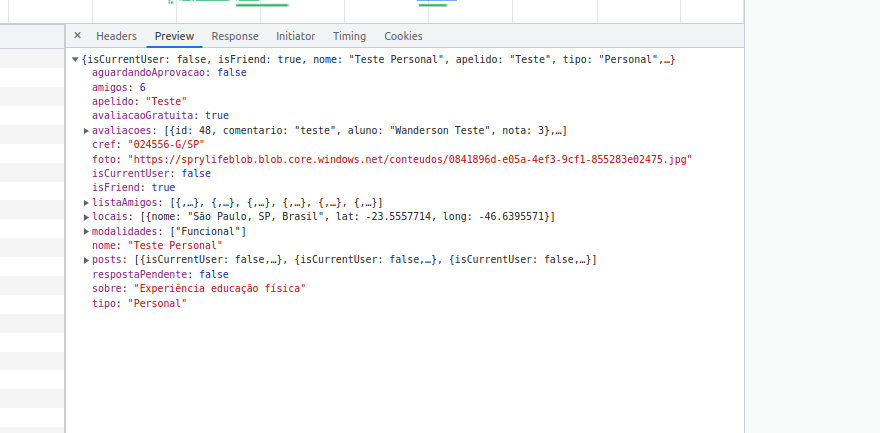 × Headers Preview Response Initiator Timing Cookies
{isCurrentUser: false, isFriend: true, nome: "Teste Personal", apelido: "Teste", tipo: "Personal",…}
aguardandoAprovacao: false
amigos: 6
apelido: "Teste"
avaliacaoGratuita: true
avaliacoes: [{id: 48, comentario: "teste", aluno: "Wanderson Teste", nota: 3},…]
cref: "024556-G/SP"
foto: "https://sprylifeblob.blob.core.windows.net/conteudos/0841896d-e05a-4ef3-9cf1-855283e02475.jpg"
isCurrentUser: false
isFriend: true
listaAmigos: [{,…}, {,…}, {,…}, {,…}, {,…}, {,…}]
locais: [{nome: "São Paulo, SP, Brasil", lat: -23.5557714, long: -46.6395571}]
modalidades: ["Funcional"]
nome: "Teste Personal"
posts: [{isCurrentUser: false,…}, {isCurrentUser: false,…}, {isCurrentUser: false,…}]
respostaPendente: false
sobre: "Experiência educação física"
tipo: "Personal"